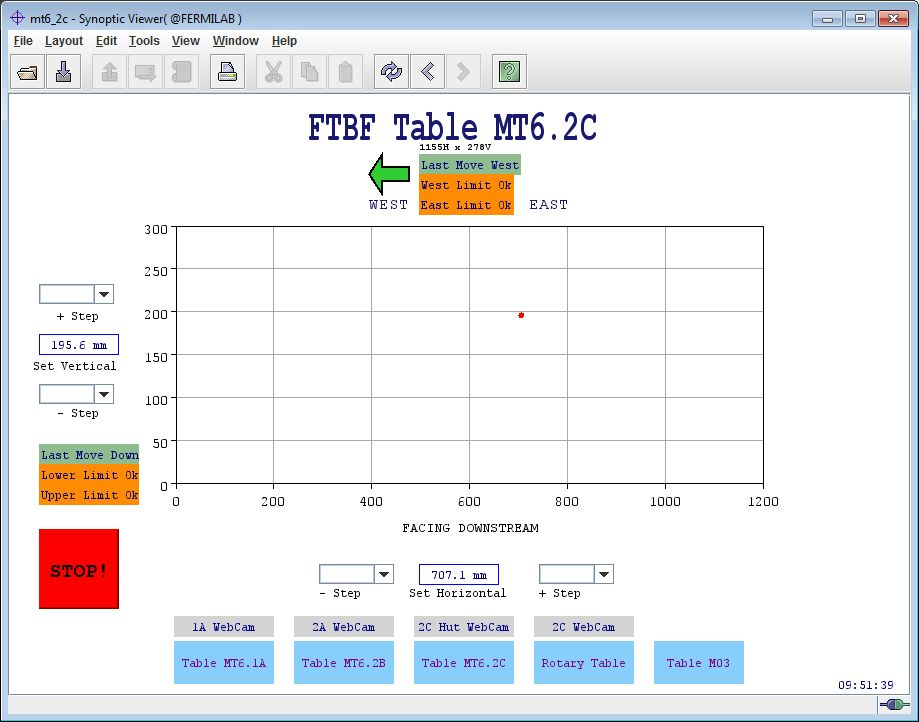 mt6_2c - Synoptic Viewer( @FERMILAB )
File Layout Edit Tools View Window Help
FTBF Table MT6.2C
1155H x 278V
Last Move West
West Limit Ok
WEST East Limit Ok EAST
300
250
200
150
100
50
0
0 200 400 600 800 1000 1200
FACING DOWNSTREAM
+ Step
195.6 mm
Set Vertical
- Step
Last Move Down
Lower Limit Ok
Upper Limit Ok
STOP!
707.1 mm
- Step Set Horizontal + Step
1A WebCam 2A WebCam 2C Hut WebCam 2C WebCam
Table MT6.1A Table MT6.2B Table MT6.2C Rotary Table Table M03
09:51:39